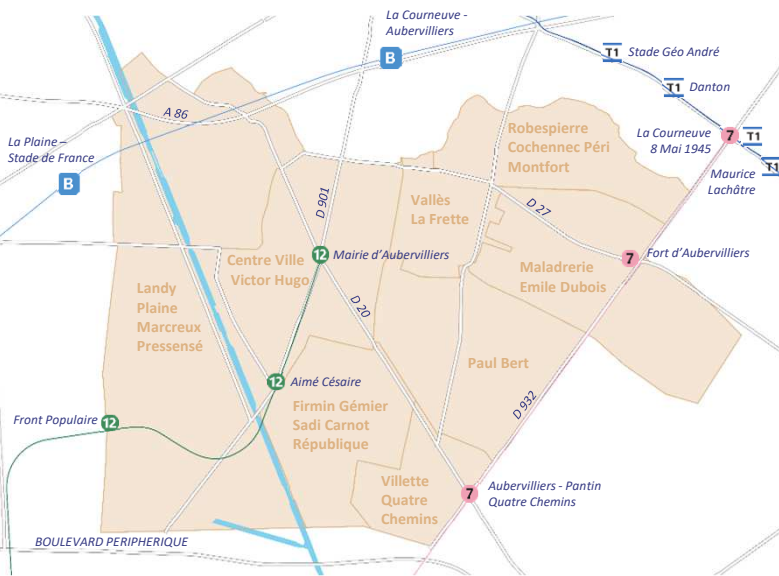 La Courneuve -
Aubervilliers
B
T1 Stade Géo André
T1 Danton
A 86
La Plaine –
Stade de France
B
Robespierre
Cochennec Péri
Montfort
La Courneuve
8 Mai 1945
7 T1
T1
Maurice
Lachâtre
Vallès
La Frette
D 901
D 27
Centre Ville
Victor Hugo
12 Mairie d'Aubervilliers
7 Fort d'Aubervilliers
Maladrerie
Emile Dubois
Landy
Plaine
Marcreux
Pressensé
D 20
Paul Bert
12 Aimé Césaire
D 932
Front Populaire 12
Firmin Gémier
Sadi Carnot
République
Villette
Quatre
Chemins
7 Aubervilliers - Pantin
Quatre Chemins
BOULEVARD PERIPHERIQUE